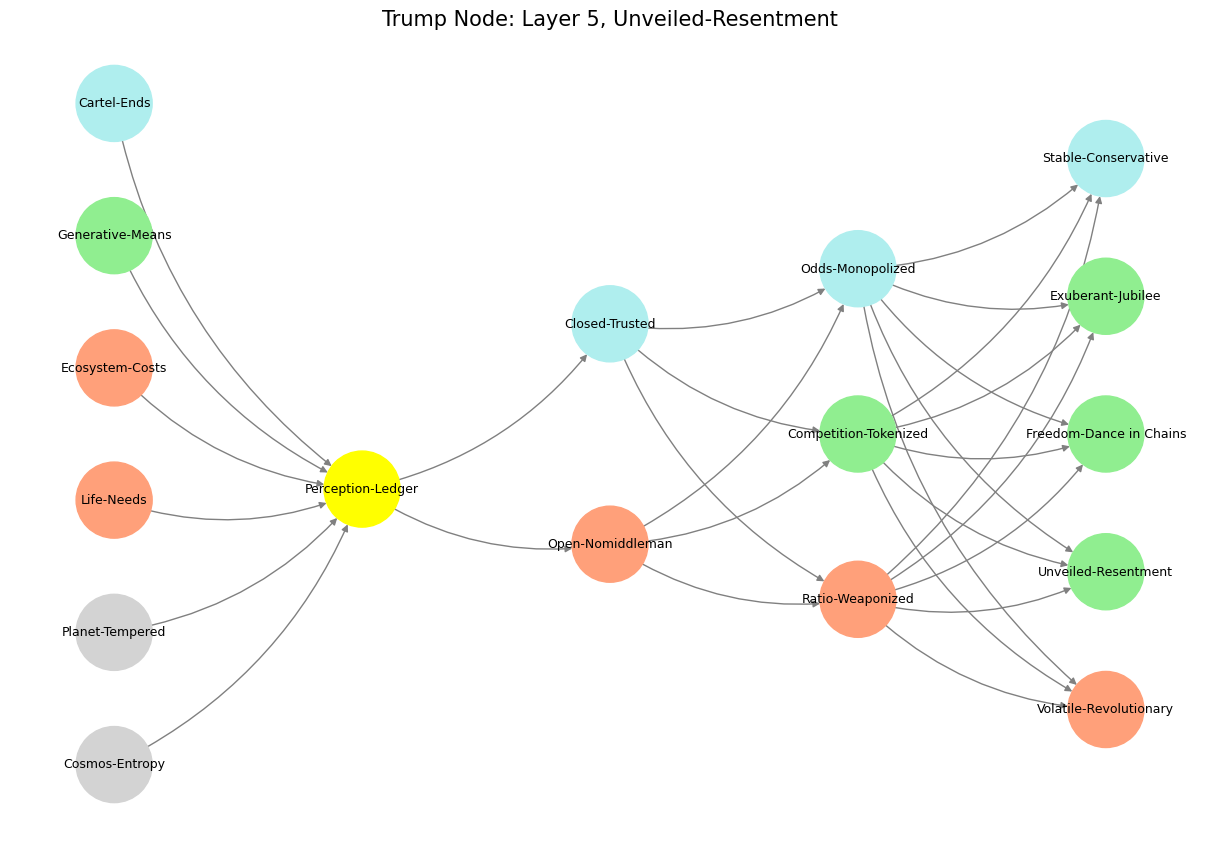 Trump Node: Layer 5, Unveiled-Resentment
Cartel-Ends
Generative-Means
Ecosystem-Costs
Life-Needs
Planet-Tempered
Cosmos-Entropy
Perception-Ledger
Closed-Trusted
Open-Nomiddleman
Odds-Monopolized
Competition-Tokenized
Ratio-Weaponized
Stable-Conservative
Exuberant-Jubilee
Freedom-Dance in Chains
Unveiled-Resentment
Volatile-Revolutionary